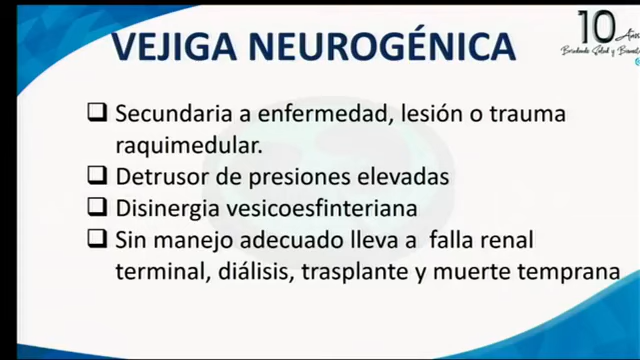 VEJIGA NEUROGÉNICA
10 Años
Secundaria a enfermedad, lesión o trauma
raquimedular.
Detrusor de presiones elevadas
Disinergia vesicoesfinteriana
Sin manejo adecuado lleva a falla renal
terminal, diálisis, trasplante y muerte temprana